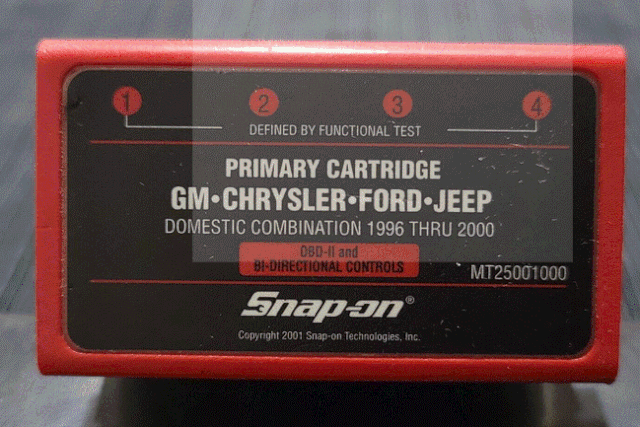 1 2 3 4
DEFINED BY FUNCTIONAL TEST
PRIMARY CARTRIDGE
GM•CHRYSLER•FORD•JEEP
DOMESTIC COMBINATION 1996 THRU 2000
OBD-II and
BI-DIRECTIONAL CONTROLS
MT25001000
Snap-on®
Copyright 2001 Snap-on Technologies, Inc.